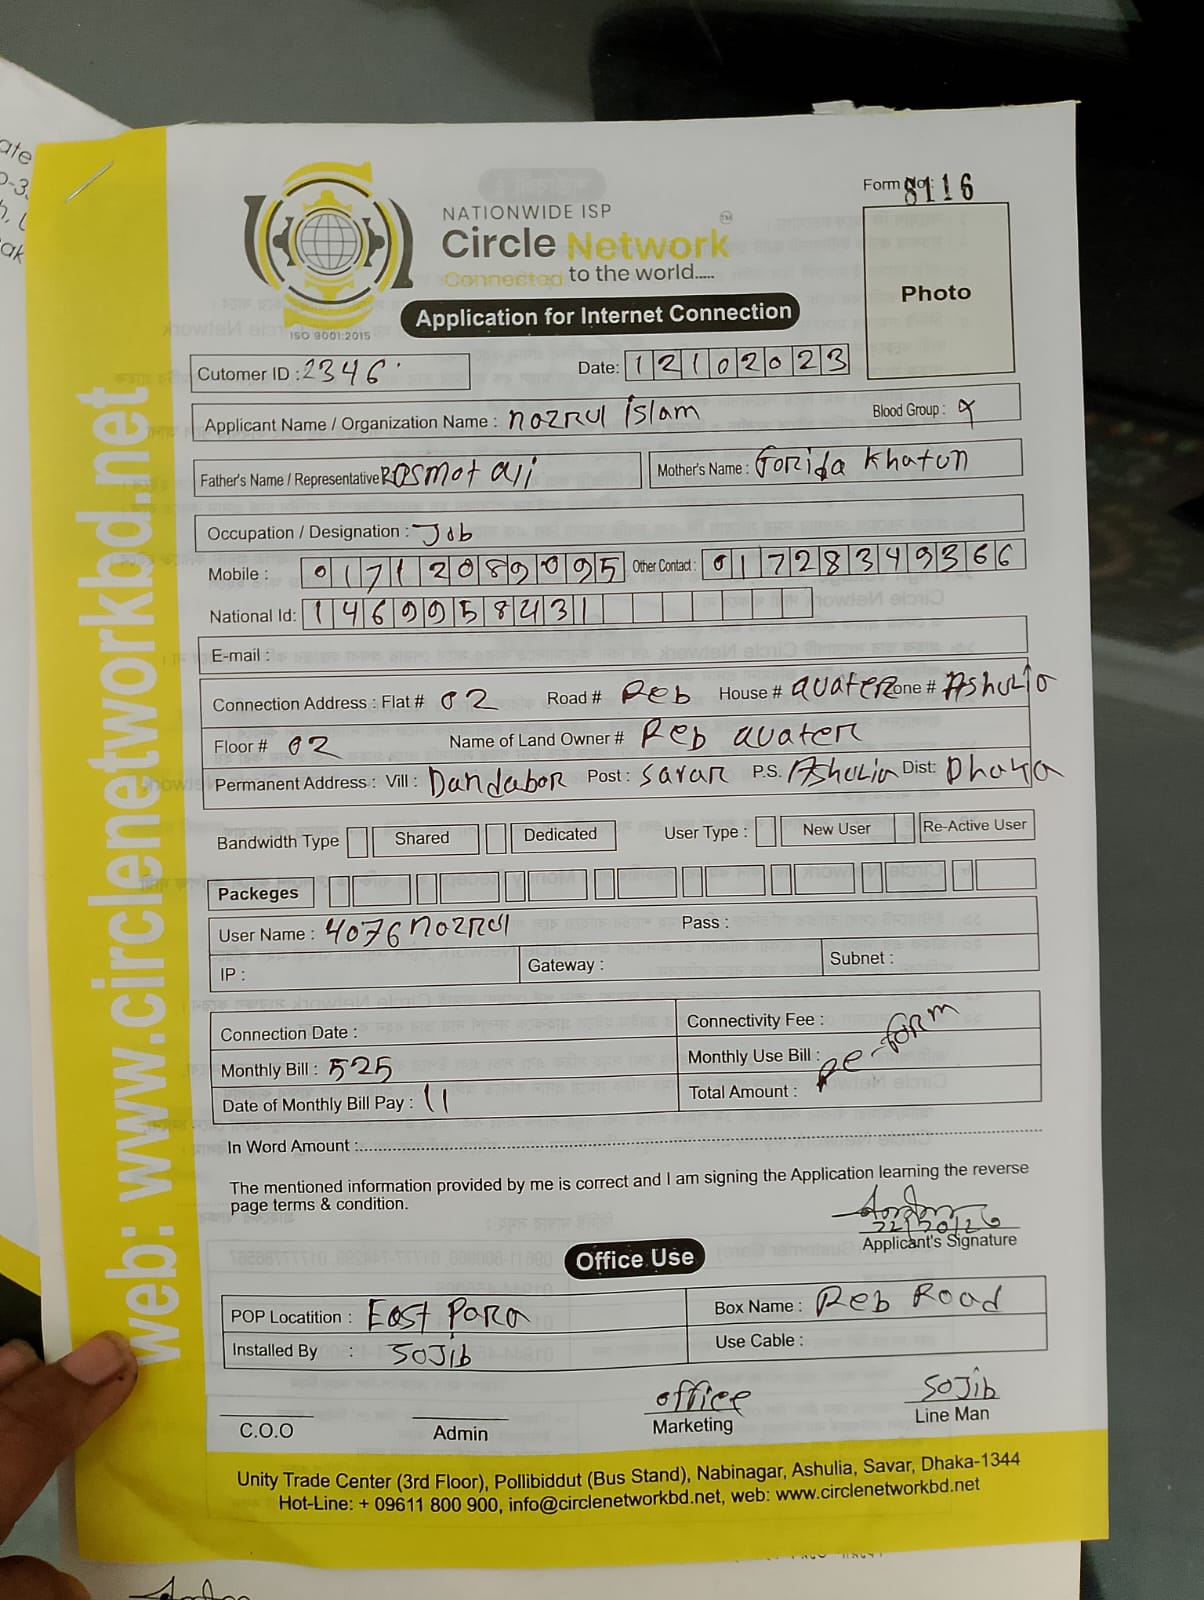 Form No: 8116
NATIONWIDE ISP
Circle Network TM
Connected to the world.....
ISO 9001:2015
Application for Internet Connection
Photo
Cutomer ID : 2346
Date: 12102023
Applicant Name / Organization Name : nozrul islam Blood Group :
Father's Name / Representative Rosmot ali Mother's Name : Forida Khatun
Occupation / Designation : Job
Mobile : 01712089095 Other Contact : 01728349366
National Id: 1469958431
E-mail :
Connection Address : Flat # 02 Road # Reb House # quater Zone # Ashulia
Floor # 02 Name of Land Owner # Reb quater
Permanent Address : Vill : Dandabor Post : Savar P.S. Ashulia Dist: Dhaka
Bandwidth Type Shared Dedicated User Type : New User Re-Active User
Packeges
User Name : 4076nozrul Pass :
IP : Gateway : Subnet :
Connection Date : Connectivity Fee :
Monthly Bill : 525 Monthly Use Bill : Re-form
Date of Monthly Bill Pay : 11 Total Amount :
In Word Amount :
The mentioned information provided by me is correct and I am signing the Application learning the reverse
page terms & condition.
Applicant's Signature
Office Use
POP Locatition : East Para Box Name : Reb Road
Installed By : Sojib Use Cable :
office Sojib
C.O.O Admin Marketing Line Man
Unity Trade Center (3rd Floor), Pollibiddut (Bus Stand), Nabinagar, Ashulia, Savar, Dhaka-1344
Hot-Line: + 09611 800 900, info@circlenetworkbd.net, web: www.circlenetworkbd.net
web: www.circlenetworkbd.net